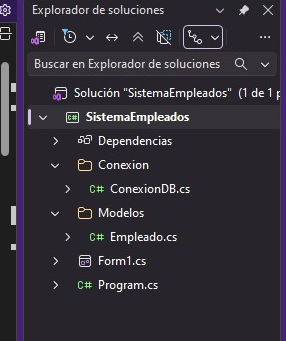 Explorador de soluciones
Buscar en Explorador de soluciones
Solución "SistemaEmpleados" (1 de 1 p
SistemaEmpleados
Dependencias
Conexion
C# ConexionDB.cs
Modelos
C# Empleado.cs
Form1.cs
C# Program.cs